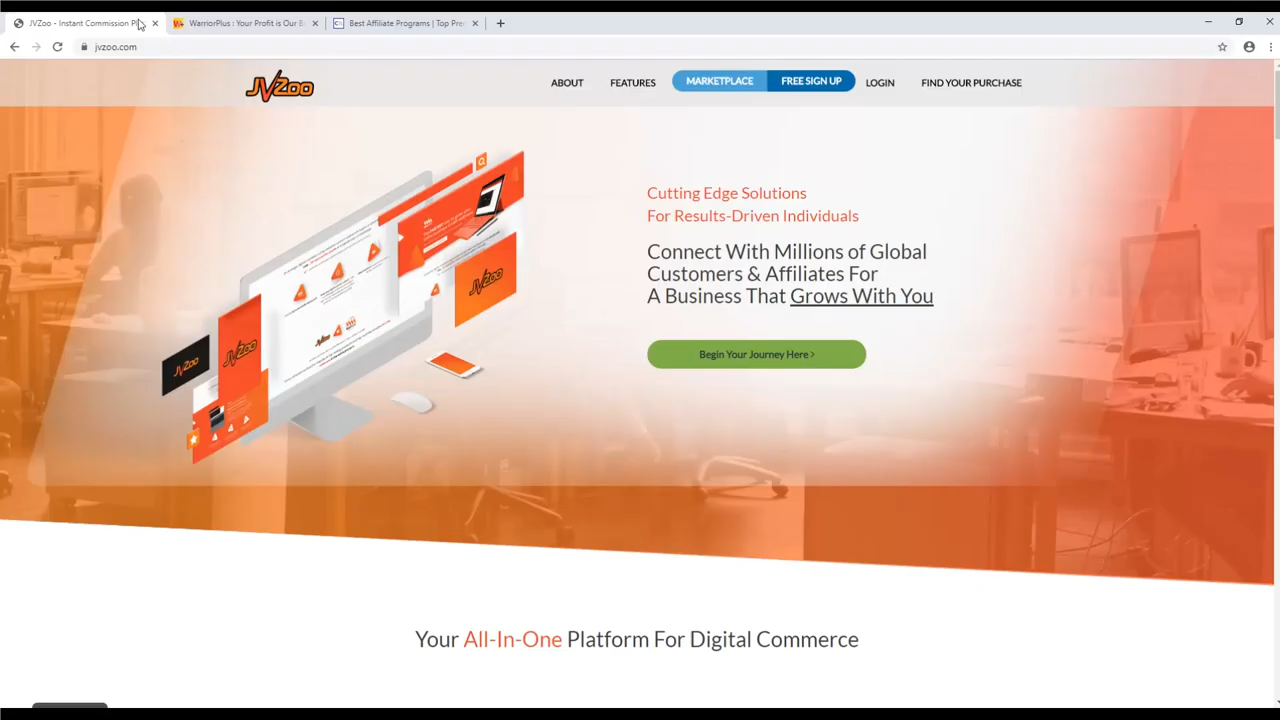 JVZoo - Instant Commission Pl
WarriorPlus : Your Profit is Our B
Best Affiliate Programs | Top Pre
jvzoo.com
JVZoo
ABOUT
FEATURES
MARKETPLACE
FREE SIGN UP
LOGIN
FIND YOUR PURCHASE
Cutting Edge Solutions
For Results-Driven Individuals
Connect With Millions of Global
Customers & Affiliates For
A Business That Grows With You
Begin Your Journey Here >
JVZoo
JVZoo
JVZoo
Your All-In-One Platform For Digital Commerce